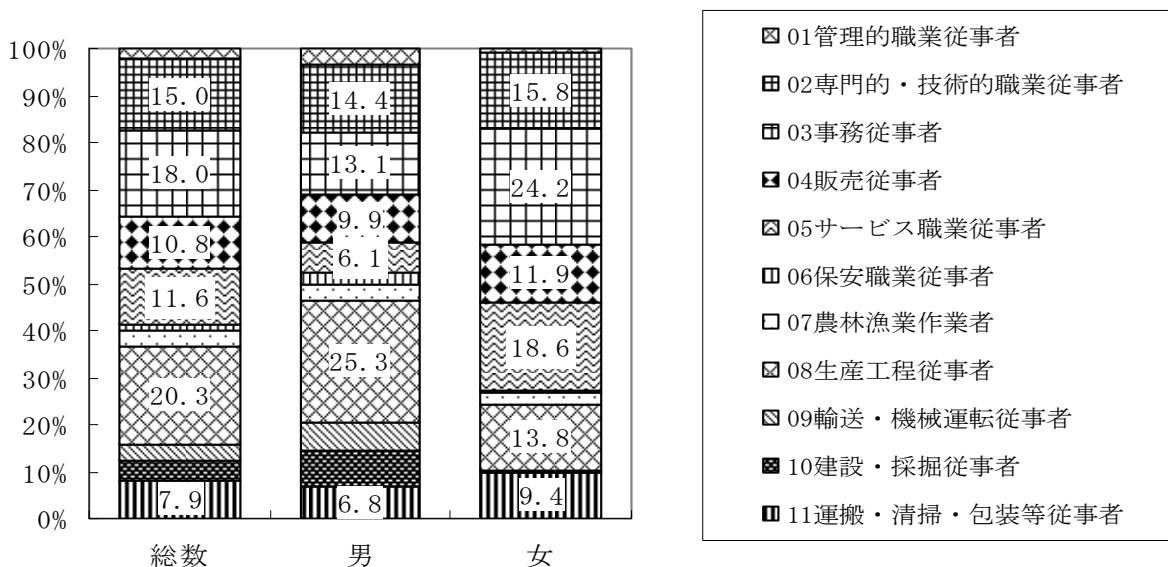 100%
90%
80%
70%
60%
50%
40%
30%
20%
10%
0%
15.0
18.0
10.8
11.6
20.3
7.9
14.4
13.1
9.9
6.1
25.3
6.8
15.8
24.2
11.9
18.6
13.8
9.4
総数
男
女
01管理的職業従事者
02専門的・技術的職業従事者
03事務従事者
04販売従事者
05サービス職業従事者
06保安職業従事者
07農林漁業作業者
08生産工程従事者
09輸送・機械運転従事者
10建設・採掘従事者
11運搬・清掃・包装等従事者